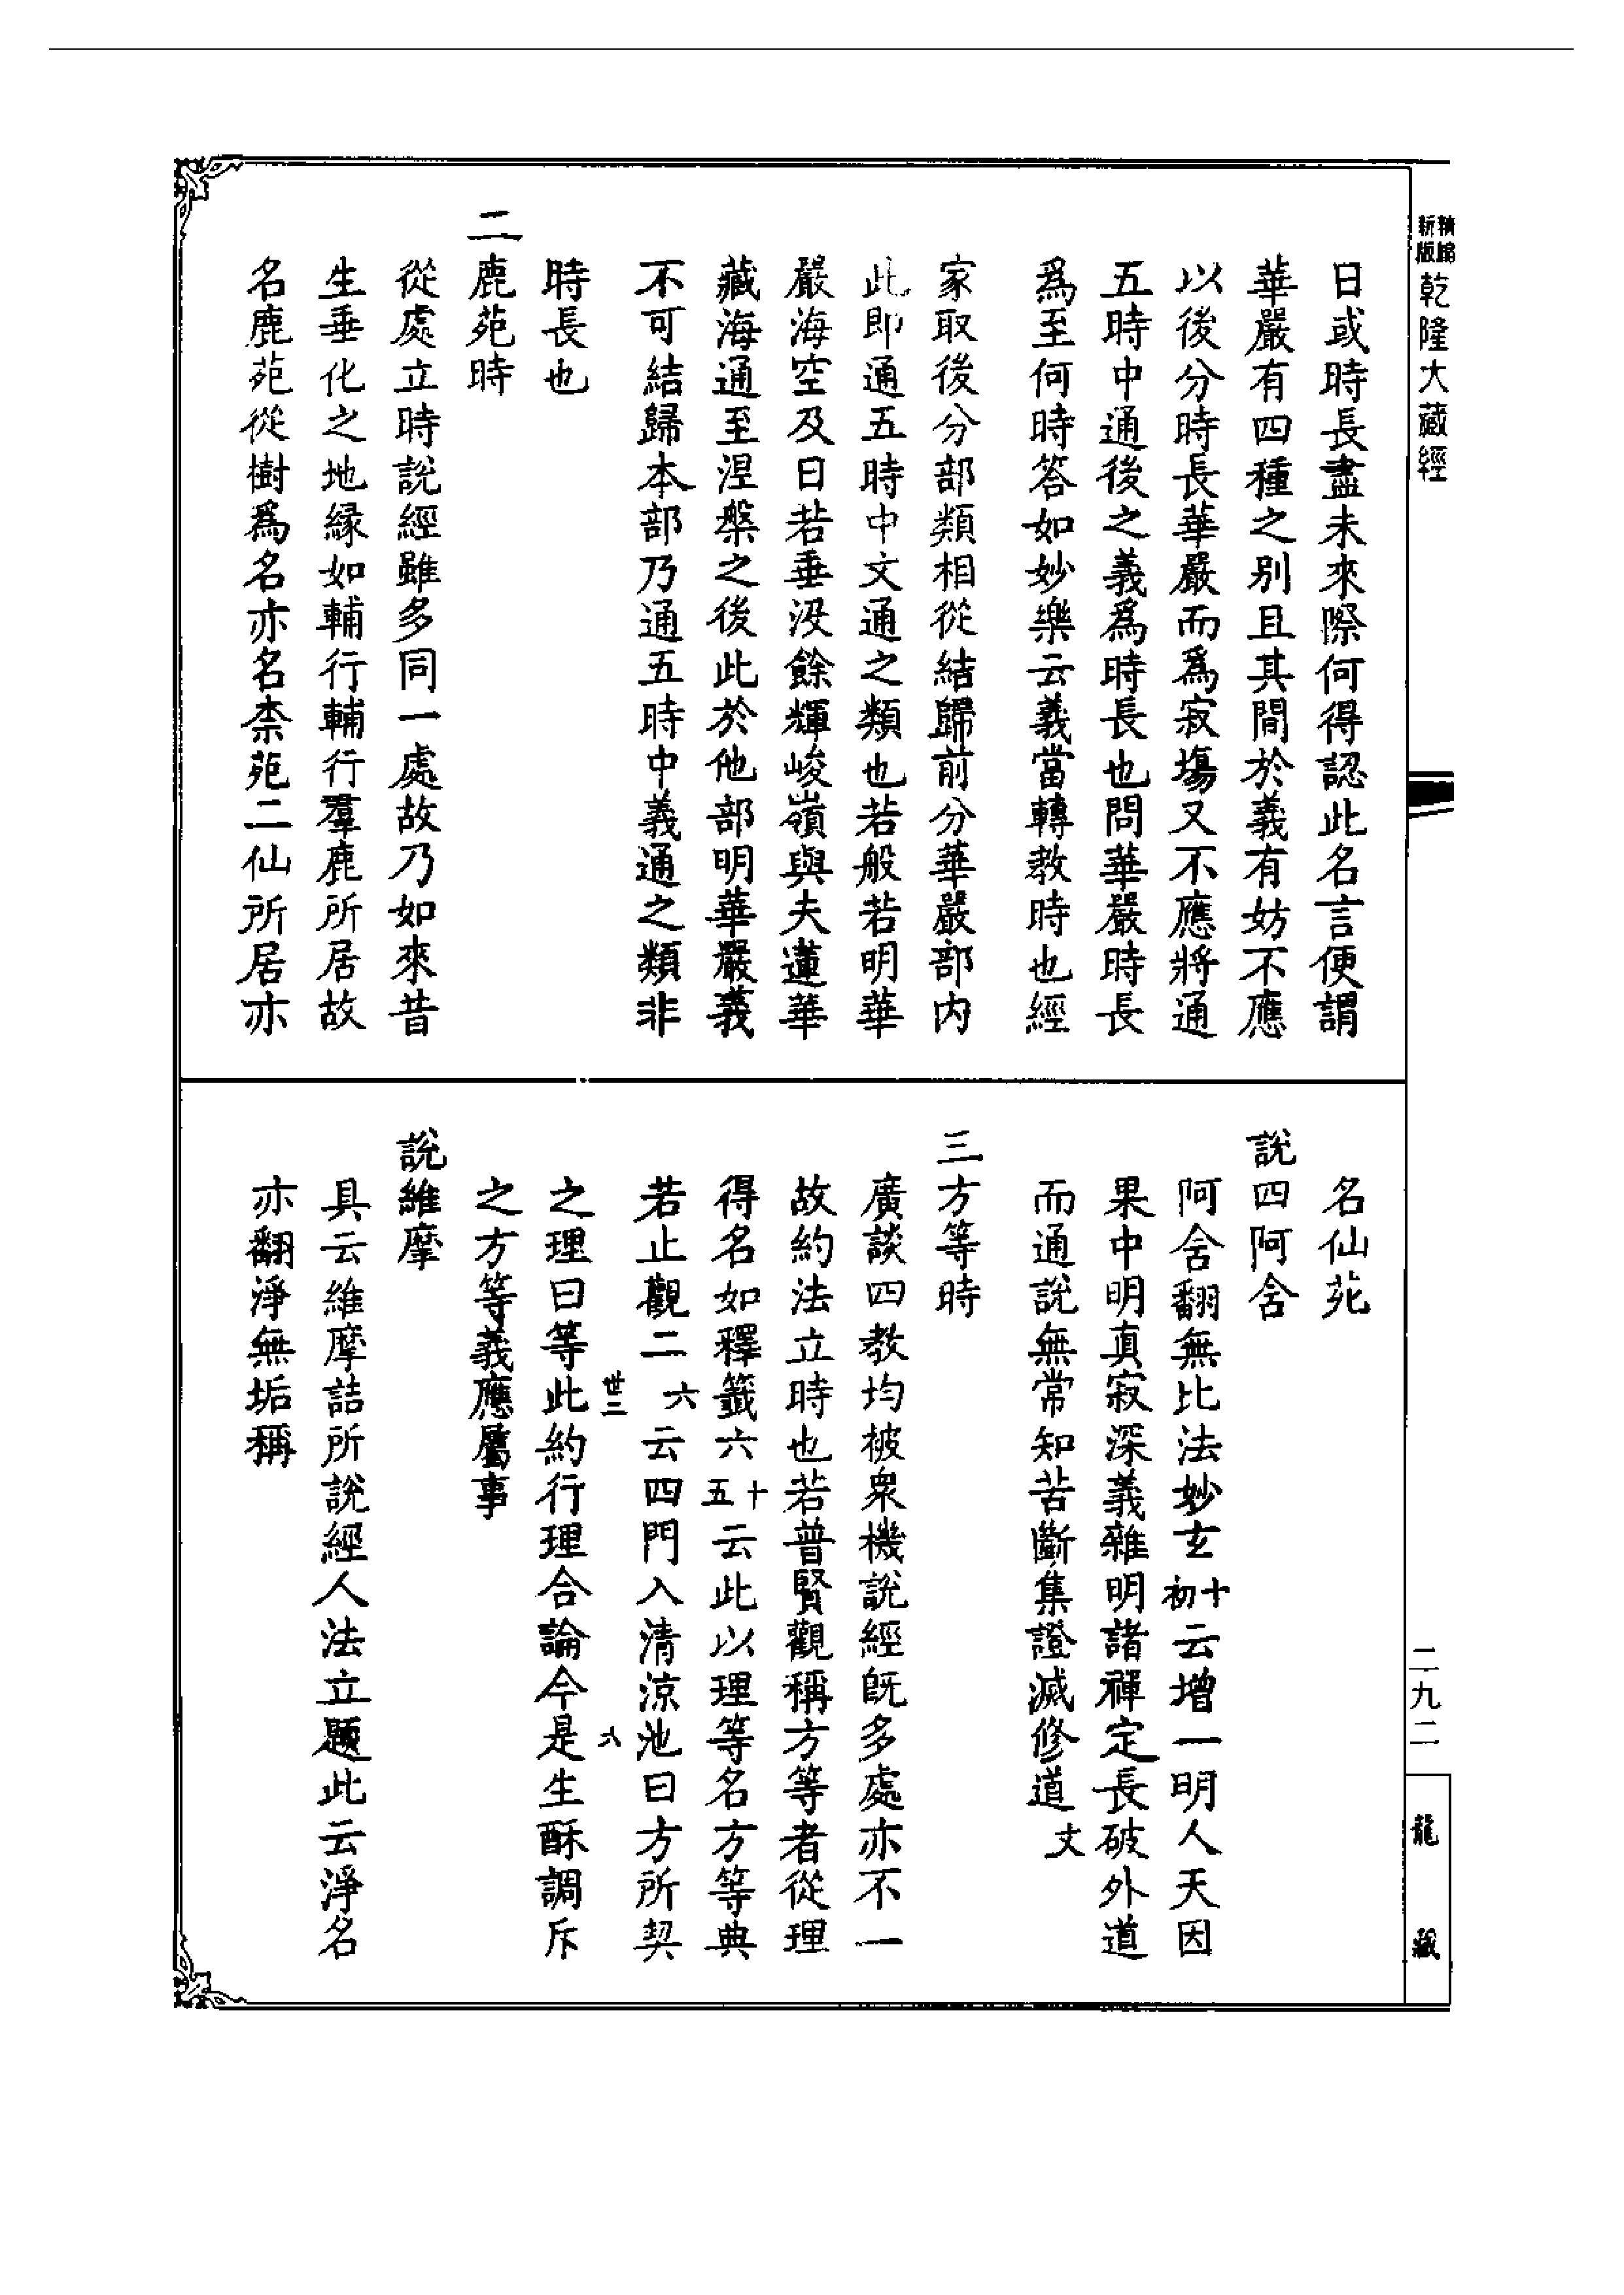 精縮新版乾隆大藏經
日或時長盡未來際何得認此名言便謂
華嚴有四種之别且其間於義有妨不應
以後分時長華嚴而爲寂塲又不應將通
五時中通後之義爲時長也問華嚴時長
爲至何時答如妙樂云義當轉教時也經
家取後分部類相從結歸前分華嚴部内
此即通五時中文通之類也若般若明華
嚴海空及日若垂没餘輝峻嶺與夫蓮華
藏海通至涅槃之後此於他部明華嚴義
不可結歸本部乃通五時中義通之類非
時長也
二鹿苑時
從處立時說經雖多同一處故乃如來昔
生垂化之地緣如輔行輔行羣鹿所居故
名鹿苑從樹爲名亦名柰苑二仙所居亦
名仙苑
說四阿含
阿含翻無比法妙玄十初云增一明人天因
果中明真寂深義雜明諸禪定長破外道
而通說無常知苦斷集證滅修道文
三方等時
廣談四教均被衆機說經既多處亦不一
故約法立時也若普賢觀稱方等者從理
得名如釋籤六十五云此以理等名方等典
若止觀二六云四門入清涼池曰方所契
之理曰等此約行理合論今是生酥調斥
之方等義應屬事
說維摩
具云維摩詰所說經人法立題此云淨名
亦翻淨無垢稱
丗二
六
二九二
龍藏